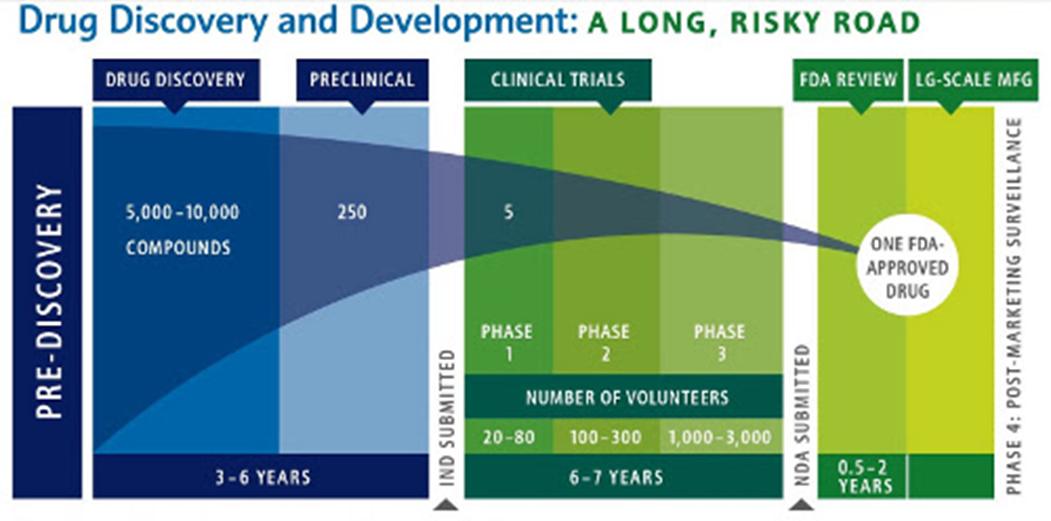 Drug Discovery and Development: A LONG, RISKY ROAD
DRUG DISCOVERY
PRECLINICAL
CLINICAL TRIALS
FDA REVIEW
LG-SCALE MFG
PRE-DISCOVERY
5,000–10,000
COMPOUNDS
250
5
ONE FDA-
APPROVED
DRUG
PHASE
1
PHASE
2
PHASE
3
NUMBER OF VOLUNTEERS
20–80
100–300
1,000–3,000
3–6 YEARS
IND SUBMITTED
6–7 YEARS
NDA SUBMITTED
0.5–2
YEARS
PHASE 4: POST-MARKETING SURVEILLANCE